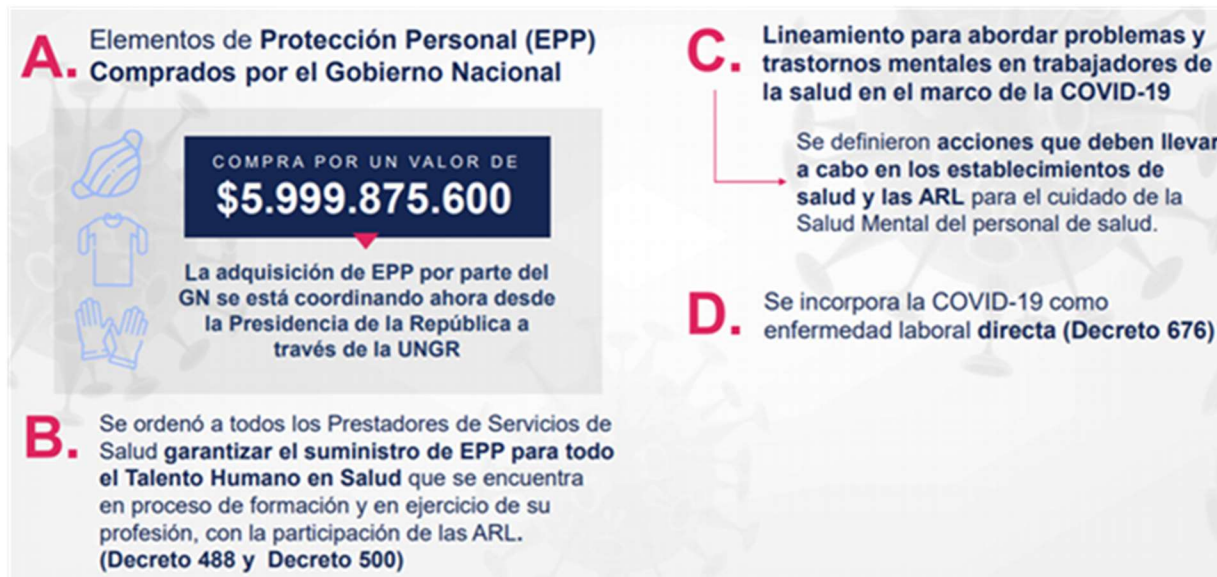 A.
Elementos de Protección Personal (EPP)
Comprados por el Gobierno Nacional
COMPRA POR UN VALOR DE
$5.999.875.600
La adquisición de EPP por parte del
GN se está coordinando ahora desde
la Presidencia de la República a
través de la UNGR
B.
Se ordenó a todos los Prestadores de Servicios de
Salud garantizar el suministro de EPP para todo
el Talento Humano en Salud que se encuentra
en proceso de formación y en ejercicio de su
profesión, con la participación de las ARL.
(Decreto 488 y Decreto 500)
C.
Lineamiento para abordar problemas y
trastornos mentales en trabajadores de
la salud en el marco de la COVID-19
Se definieron acciones que deben llevar
a cabo en los establecimientos de
salud y las ARL para el cuidado de la
Salud Mental del personal de salud.
D.
Se incorpora la COVID-19 como
enfermedad laboral directa (Decreto 676)